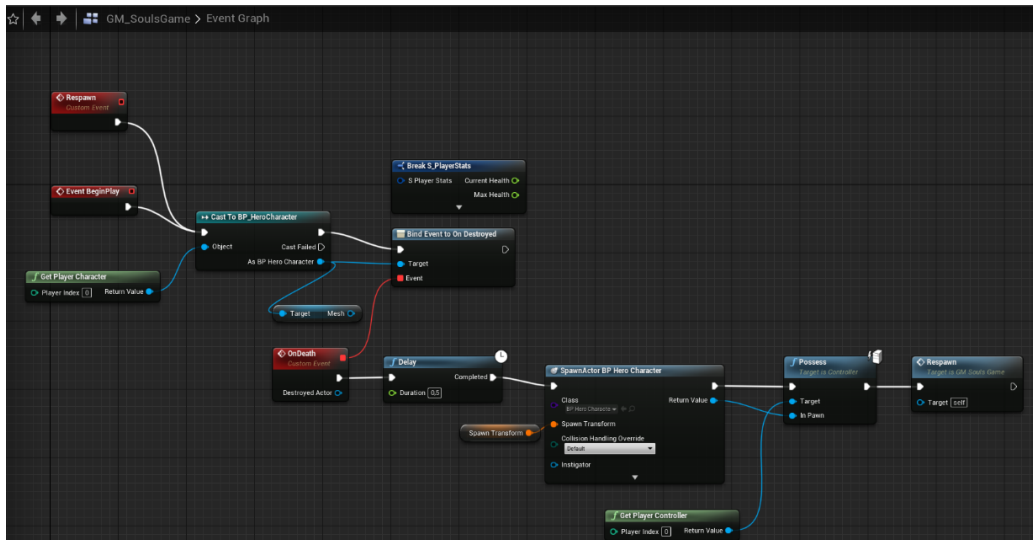 GM_SoulsGame > Event Graph
Respawn
Custom Event
Event BeginPlay
Cast To BP_HeroCharacter
Object
Cast Failed
As BP Hero Character
Get Player Character
Player Index 0
Return Value
Break S_PlayerStats
S Player Stats
Current Health
Max Health
Bind Event to On Destroyed
Target
Event
Target
Mesh
OnDeath
Custom Event
Destroyed Actor
Delay
Completed
Duration 0,5
Spawn Transform
SpawnActor BP Hero Character
Class
Return Value
BP Hero Character
Spawn Transform
Collision Handling Override
Default
Instigator
Get Player Controller
Player Index 0
Return Value
Possess
Target is Controller
Target
In Pawn
Respawn
Target is GM Souls Game
Target self